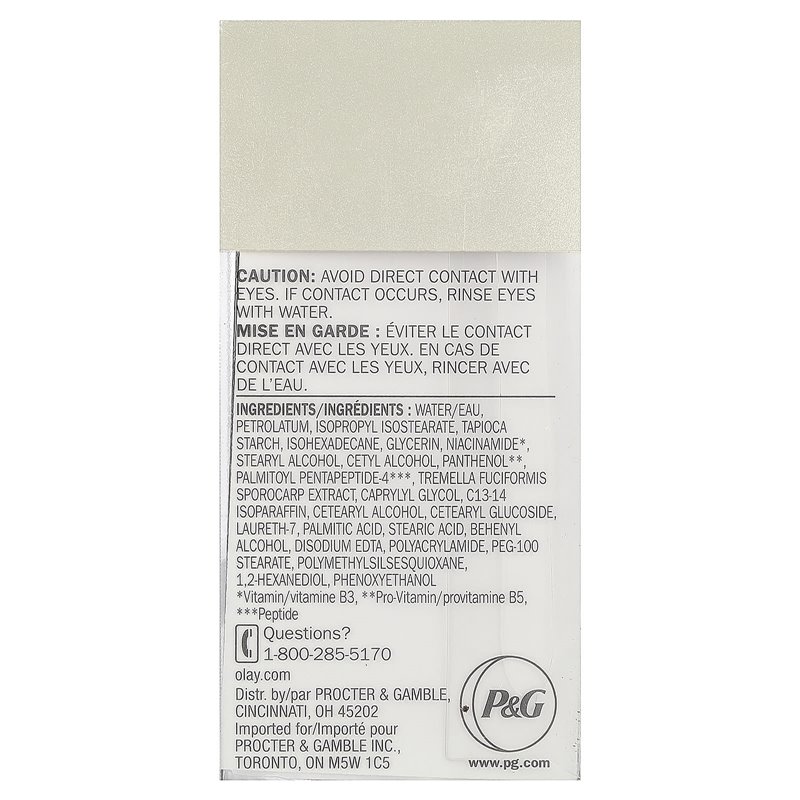 CAUTION: AVOID DIRECT CONTACT WITH
EYES. IF CONTACT OCCURS, RINSE EYES
WITH WATER.
MISE EN GARDE : ÉVITER LE CONTACT
DIRECT AVEC LES YEUX. EN CAS DE
CONTACT AVEC LES YEUX, RINCER AVEC
DE L'EAU.
INGREDIENTS/INGRÉDIENTS : WATER/EAU,
PETROLATUM, ISOPROPYL ISOSTEARATE, TAPIOCA
STARCH, ISOHEXADECANE, GLYCERIN, NIACINAMIDE*,
STEARYL ALCOHOL, CETYL ALCOHOL, PANTHENOL**,
PALMITOYL PENTAPEPTIDE-4***, TREMELLA FUCIFORMIS
SPOROCARP EXTRACT, CAPRYLYL GLYCOL, C13-14
ISOPARAFFIN, CETEARYL ALCOHOL, CETEARYL GLUCOSIDE,
LAURETH-7, PALMITIC ACID, STEARIC ACID, BEHENYL
ALCOHOL, DISODIUM EDTA, POLYACRYLAMIDE, PEG-100
STEARATE, POLYMETHYLSILSESQUIOXANE,
1,2-HEXANEDIOL, PHENOXYETHANOL
*Vitamin/vitamine B3, **Pro-Vitamin/provitamine B5,
***Peptide
Questions?
1-800-285-5170
olay.com
Distr. by/par PROCTER & GAMBLE,
CINCINNATI, OH 45202
Imported for/Importé pour
PROCTER & GAMBLE INC.,
TORONTO, ON M5W 1C5
P&G
www.pg.com